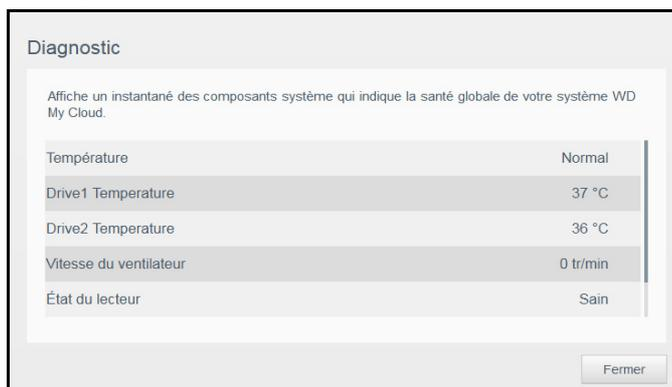 Diagnostic
Affiche un instantané des composants système qui indique la santé globale de votre système WD
My Cloud.
Température Normal
Drive1 Temperature 37 °C
Drive2 Temperature 36 °C
Vitesse du ventilateur 0 tr/min
État du lecteur Sain
Fermer